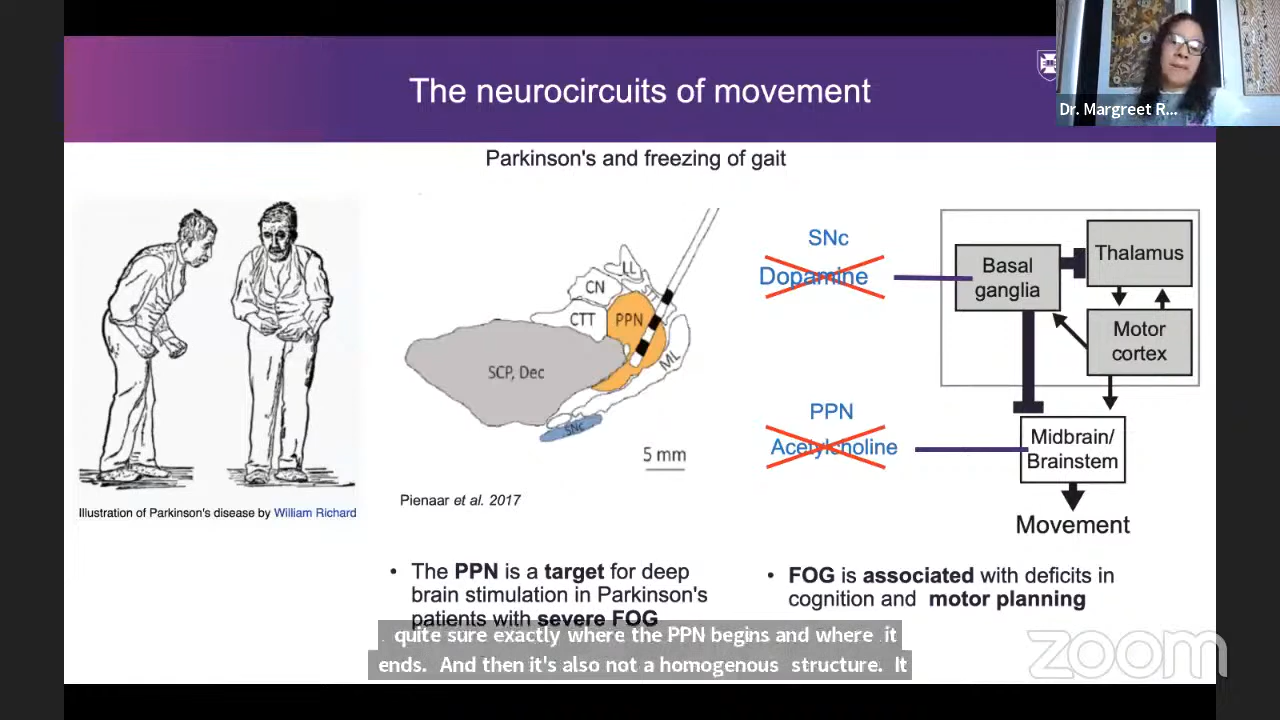 The neurocircuits of movement
Dr. Margreet R...
Parkinson's and freezing of gait
Illustration of Parkinson's disease by William Richard
LL
CN
CTT
PPN
ML
SCP, Dec
SNc
5 mm
Pienaar et al. 2017
• The PPN is a target for deep
brain stimulation in Parkinson's
patients with severe FOG
SNc
Dopamine
PPN
Acetylcholine
Basal
ganglia
Thalamus
Motor
cortex
Midbrain/
Brainstem
Movement
• FOG is associated with deficits in
cognition and motor planning
quite sure exactly where the PPN begins and where it
ends. And then it's also not a homogenous structure. It
zoom